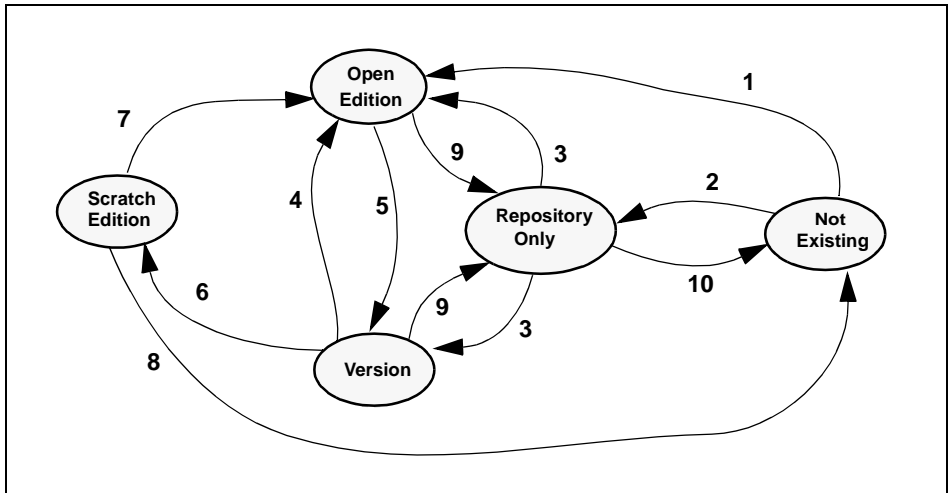 Open
Edition
1
7
9
3
Scratch
Edition
4
5
2
Repository
Only
Not
Existing
6
9
10
3
8
Version